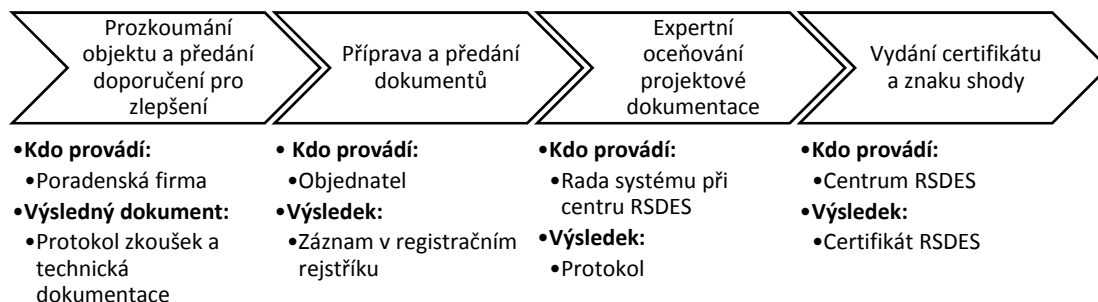 Prozkoumání
objektu a předání
doporučení pro
zlepšení
Příprava a předání
dokumentů
Expertní
oceňování
projektové
dokumentace
Vydání certifikátu
a znaku shody
•Kdo provádí:
•Poradenská firma
•Výsledný dokument:
•Protokol zkoušek a
technická
dokumentace
• Kdo provádí:
•Objednatel
•Výsledek:
•Záznam v registračním
rejstříku
•Kdo provádí:
•Rada systému při
centru RSDES
•Výsledek:
•Protokol
•Kdo provádí:
•Centrum RSDES
•Výsledek:
•Certifikát RSDES